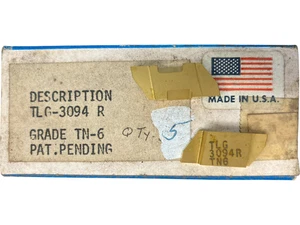 DESCRIPTION
TLG-3094 R
GRADE TN-6
PAT.PENDING
QTY. 5
MADE IN U.S.A.
TLG
3094R
TN6